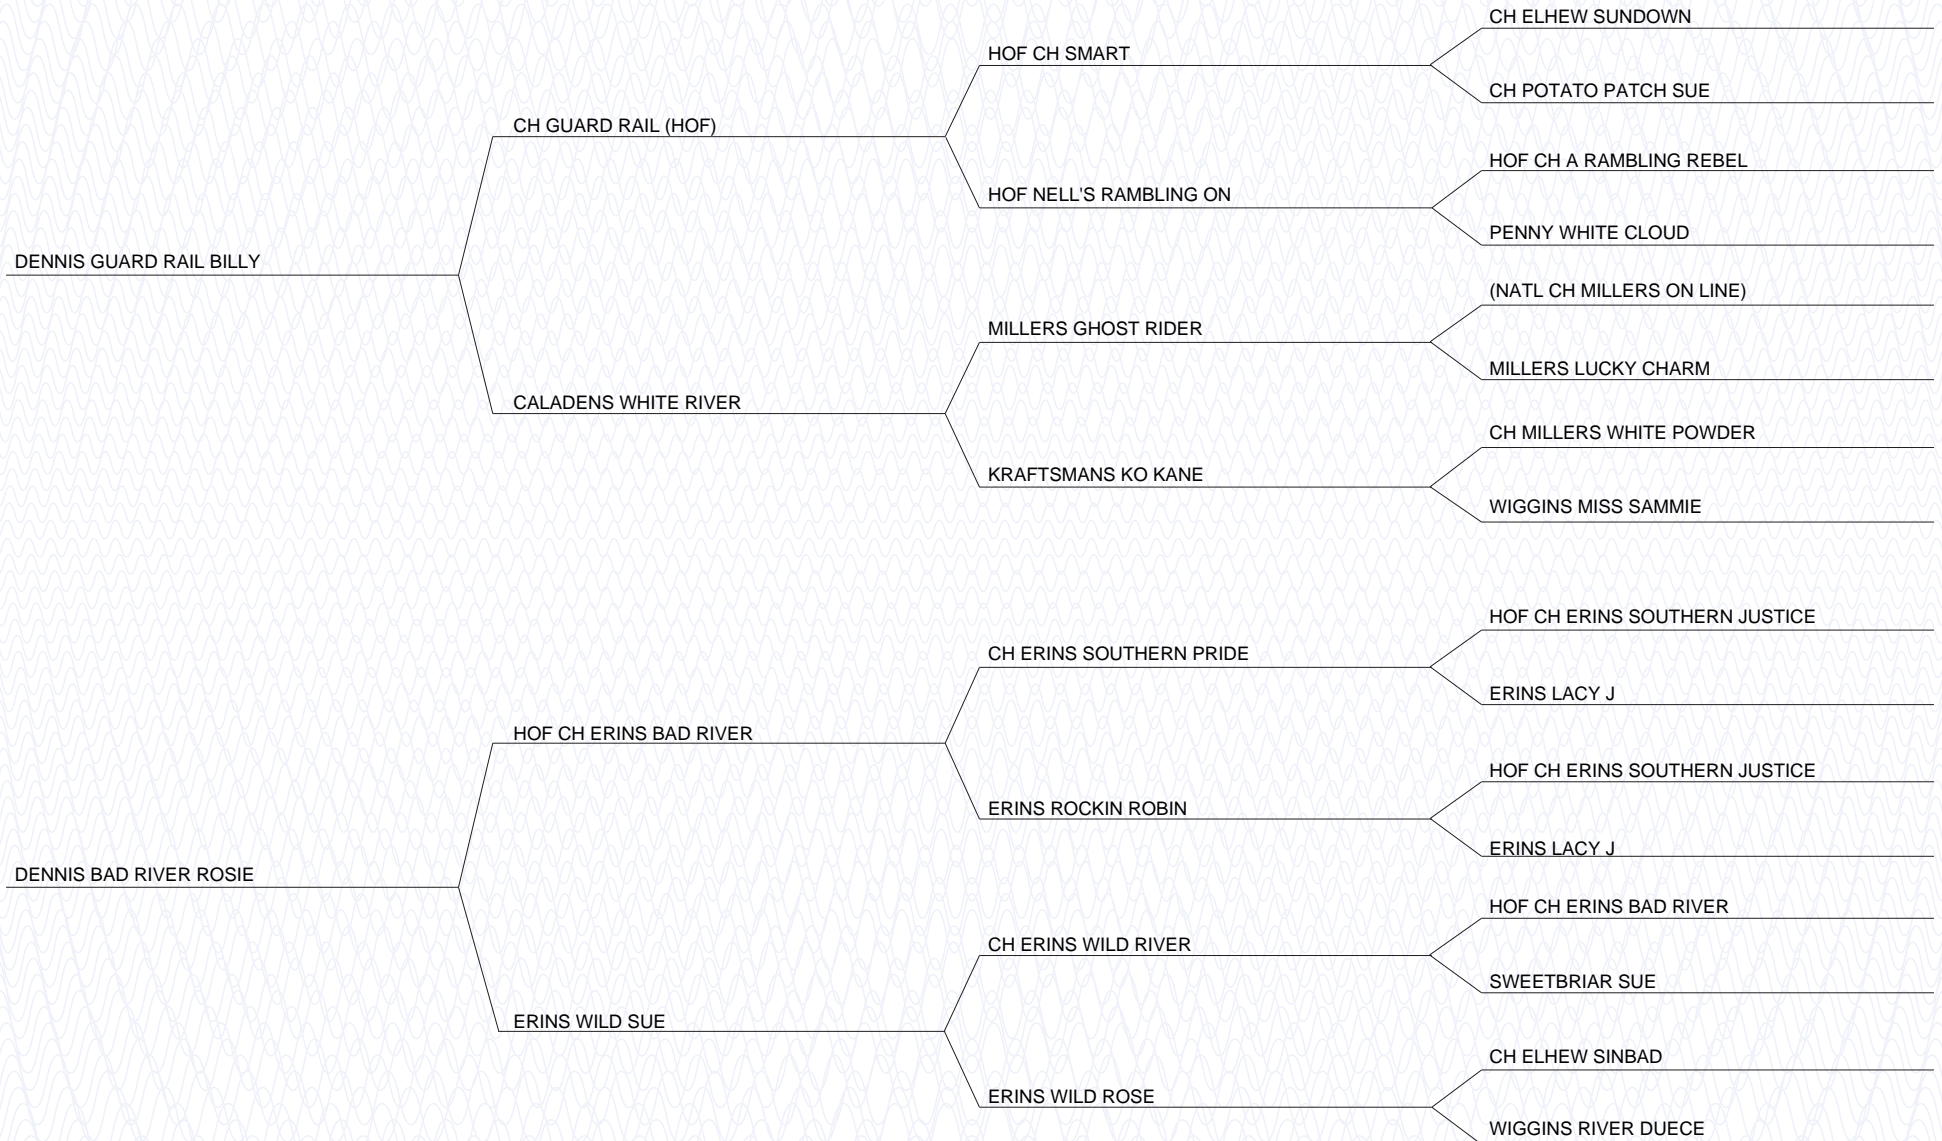 CH ELHEW SUNDOWN
HOF CH SMART
CH POTATO PATCH SUE
CH GUARD RAIL (HOF)
HOF CH A RAMBLING REBEL
HOF NELL'S RAMBLING ON
PENNY WHITE CLOUD
DENNIS GUARD RAIL BILLY
(NATL CH MILLERS ON LINE)
MILLERS GHOST RIDER
MILLERS LUCKY CHARM
CALADENS WHITE RIVER
CH MILLERS WHITE POWDER
KRAFTSMANS KO KANE
WIGGINS MISS SAMMIE
HOF CH ERINS SOUTHERN JUSTICE
CH ERINS SOUTHERN PRIDE
ERINS LACY J
HOF CH ERINS BAD RIVER
HOF CH ERINS SOUTHERN JUSTICE
ERINS ROCKIN ROBIN
ERINS LACY J
DENNIS BAD RIVER ROSIE
HOF CH ERINS BAD RIVER
CH ERINS WILD RIVER
SWEETBRIAR SUE
ERINS WILD SUE
CH ELHEW SINBAD
ERINS WILD ROSE
WIGGINS RIVER DUECE